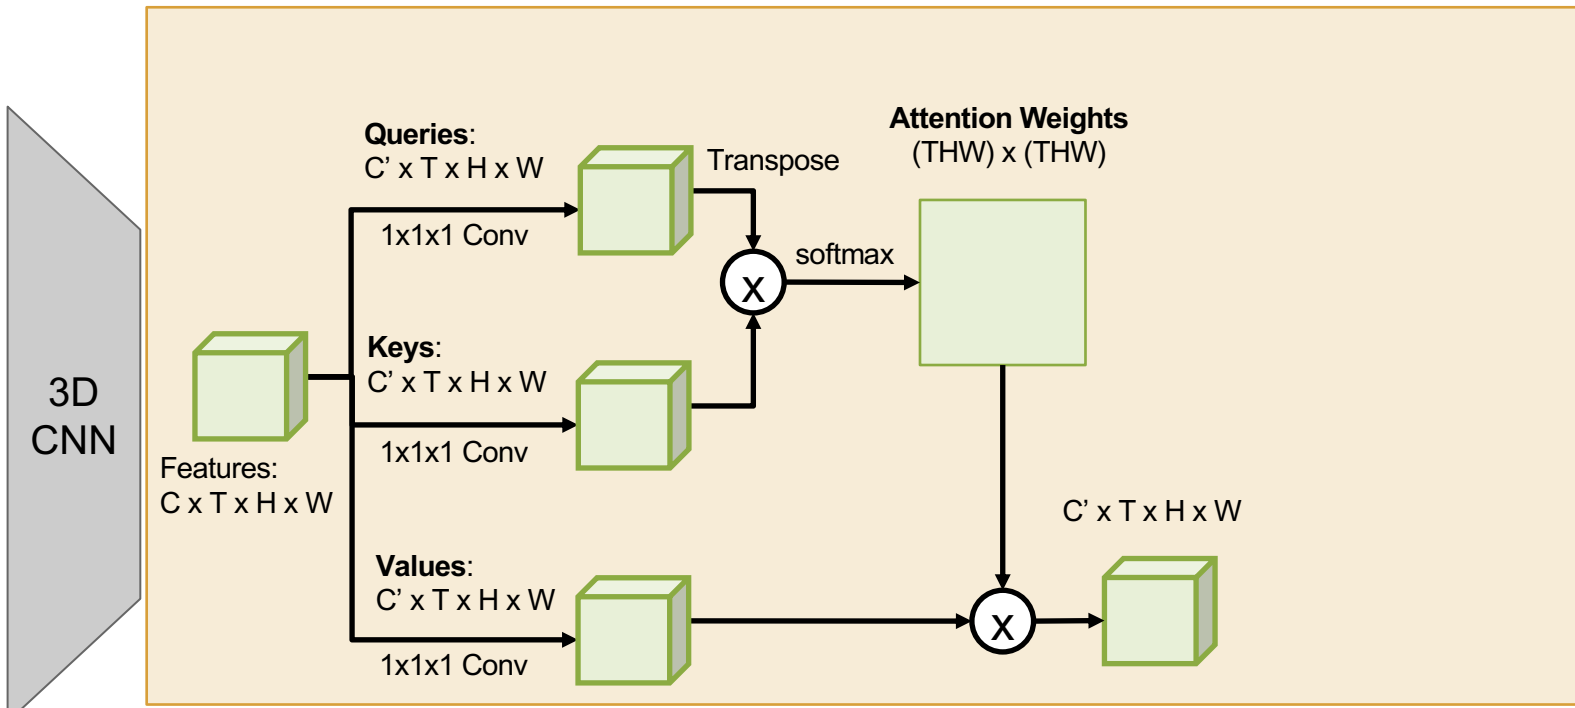 3D
CNN
Features:
C x T x H x W
Queries:
C’ x T x H x W
1x1x1 Conv
Keys:
C’ x T x H x W
1x1x1 Conv
Values:
C’ x T x H x W
1x1x1 Conv
Transpose
x
softmax
Attention Weights
(THW) x (THW)
x
C’ x T x H x W